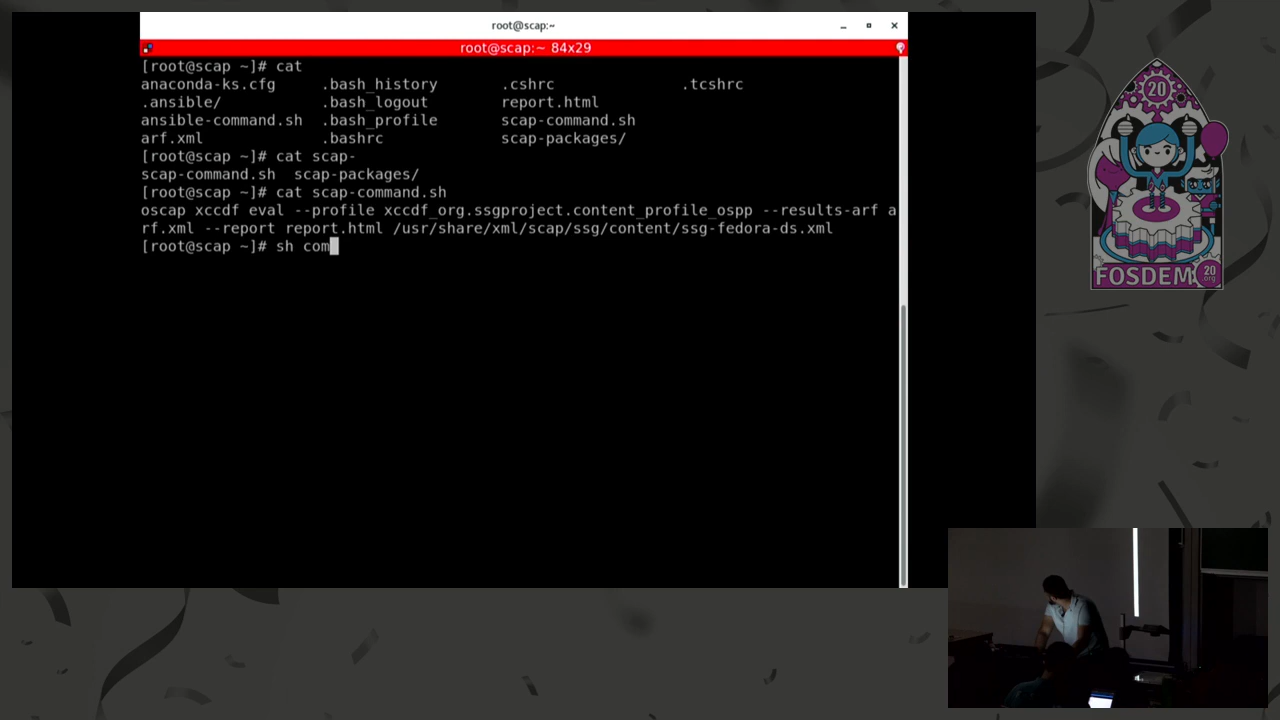 root@scap:~
root@scap:~ 84x29
[root@scap ~]# cat
anaconda-ks.cfg .bash_history .cshrc .tcshrc
.ansible/ .bash_logout report.html
ansible-command.sh .bash_profile scap-command.sh
arf.xml .bashrc scap-packages/
[root@scap ~]# cat scap-
scap-command.sh scap-packages/
[root@scap ~]# cat scap-command.sh
oscap xccdf eval --profile xccdf_org.ssgproject.content_profile_ospp --results-arf a
rf.xml --report report.html /usr/share/xml/scap/ssg/content/ssg-fedora-ds.xml
[root@scap ~]# sh com
20
FOSDEM
20
.org